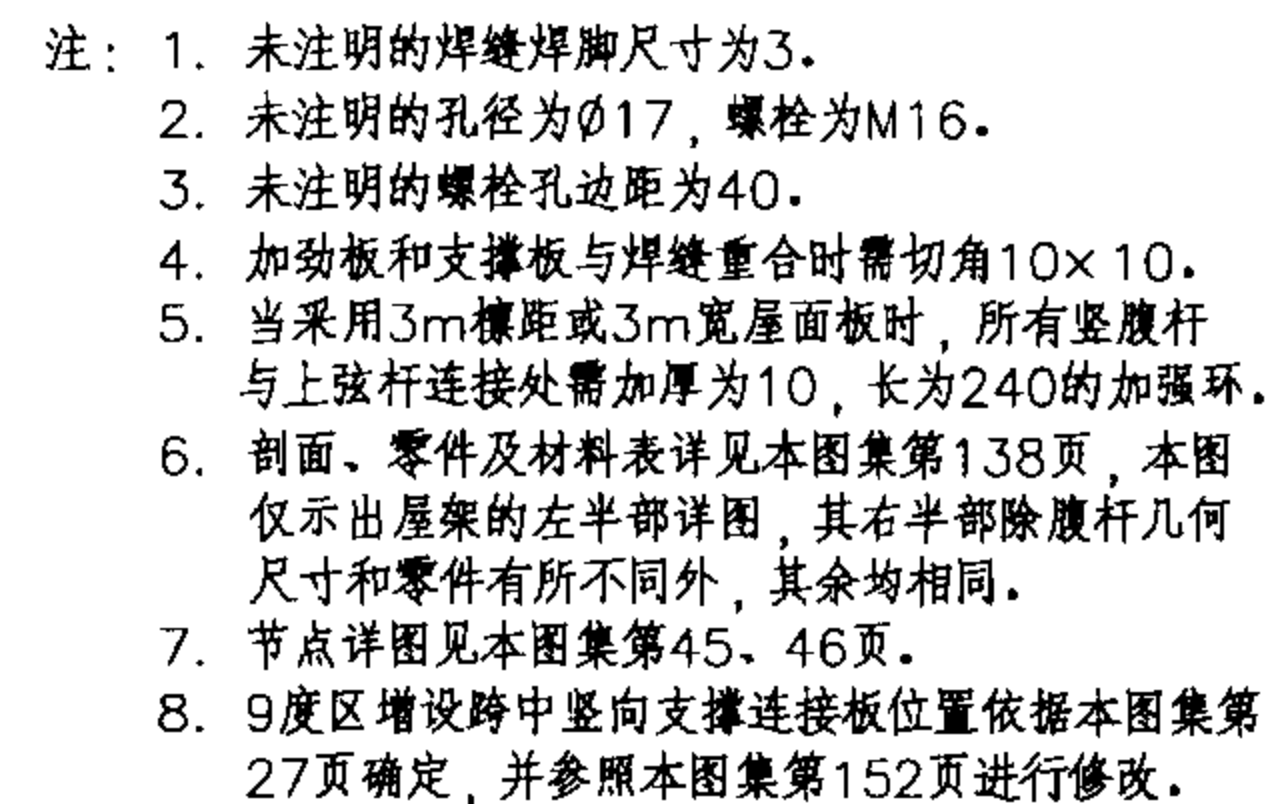 注：1. 未注明的焊缝焊脚尺寸为3。
2. 未注明的孔径为Ø17，螺栓为M16。
3. 未注明的螺栓孔边距为40。
4. 加劲板和支撑板与焊缝重合时需切角10×10。
5. 当采用3m檩距或3m宽屋面板时，所有竖腹杆
与上弦杆连接处需加厚为10，长为240的加强环。
6. 剖面、零件及材料表详见本图集第138页，本图
仅示出屋架的左半部详图，其右半部除腹杆几何
尺寸和零件有所不同外，其余均相同。
7. 节点详图见本图集第45、46页。
8. 9度区增设跨中竖向支撑连接板位置依据本图集第
27页确定，并参照本图集第152页进行修改。